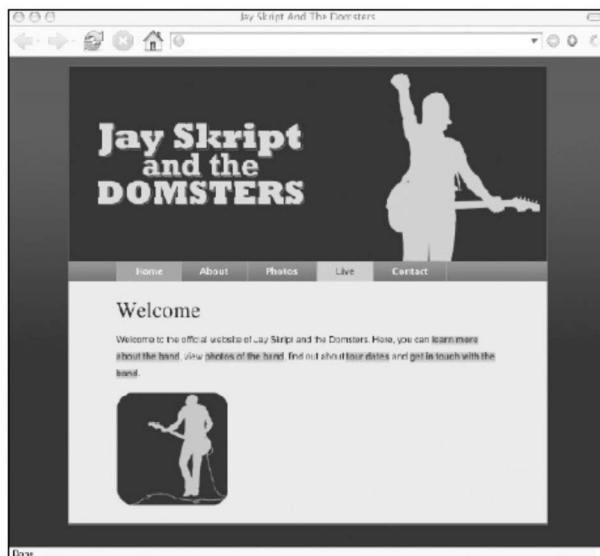 Jay Skript And The Domsters
Jay Skript
and the
DOMSTERS
Home About Photos Live Contact
Welcome
Welcome to the official website of Jay Skript and the Domsters. Here, you can learn more
about the band, view photos of the band, find out about tour dates and get in touch with the
band.
Done